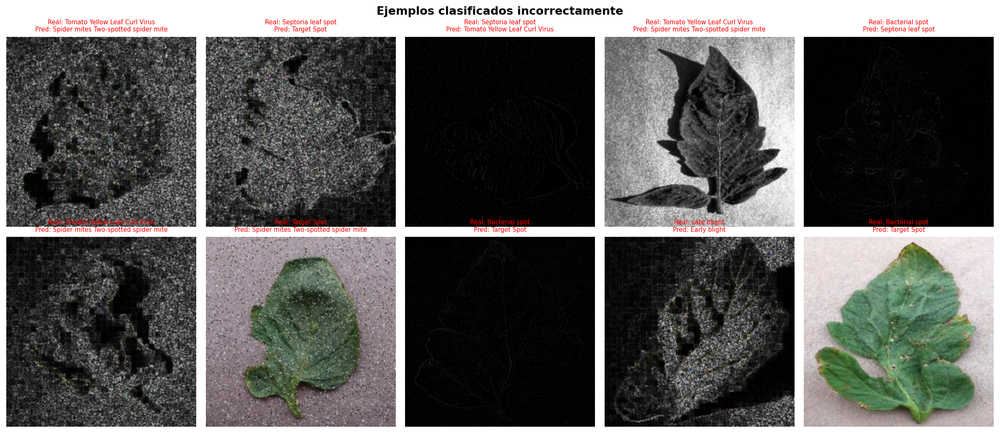 Ejemplos clasificados incorrectamente
Real: Tomato Yellow Leaf Curl Virus
Pred: Spider mites Two-spotted spider mite
Real: Septoria leaf spot
Pred: Target Spot
Real: Septoria leaf spot
Pred: Tomato Yellow Leaf Curl Virus
Real: Tomato Yellow Leaf Curl Virus
Pred: Spider mites Two-spotted spider mite
Real: Bacterial spot
Pred: Septoria leaf spot
Real: Tomato Yellow Leaf Curl Virus
Pred: Spider mites Two-spotted spider mite
Real: Target Spot
Pred: Spider mites Two-spotted spider mite
Real: Bacterial spot
Pred: Target Spot
Real: Late blight
Pred: Early blight
Real: Bacterial spot
Pred: Target Spot